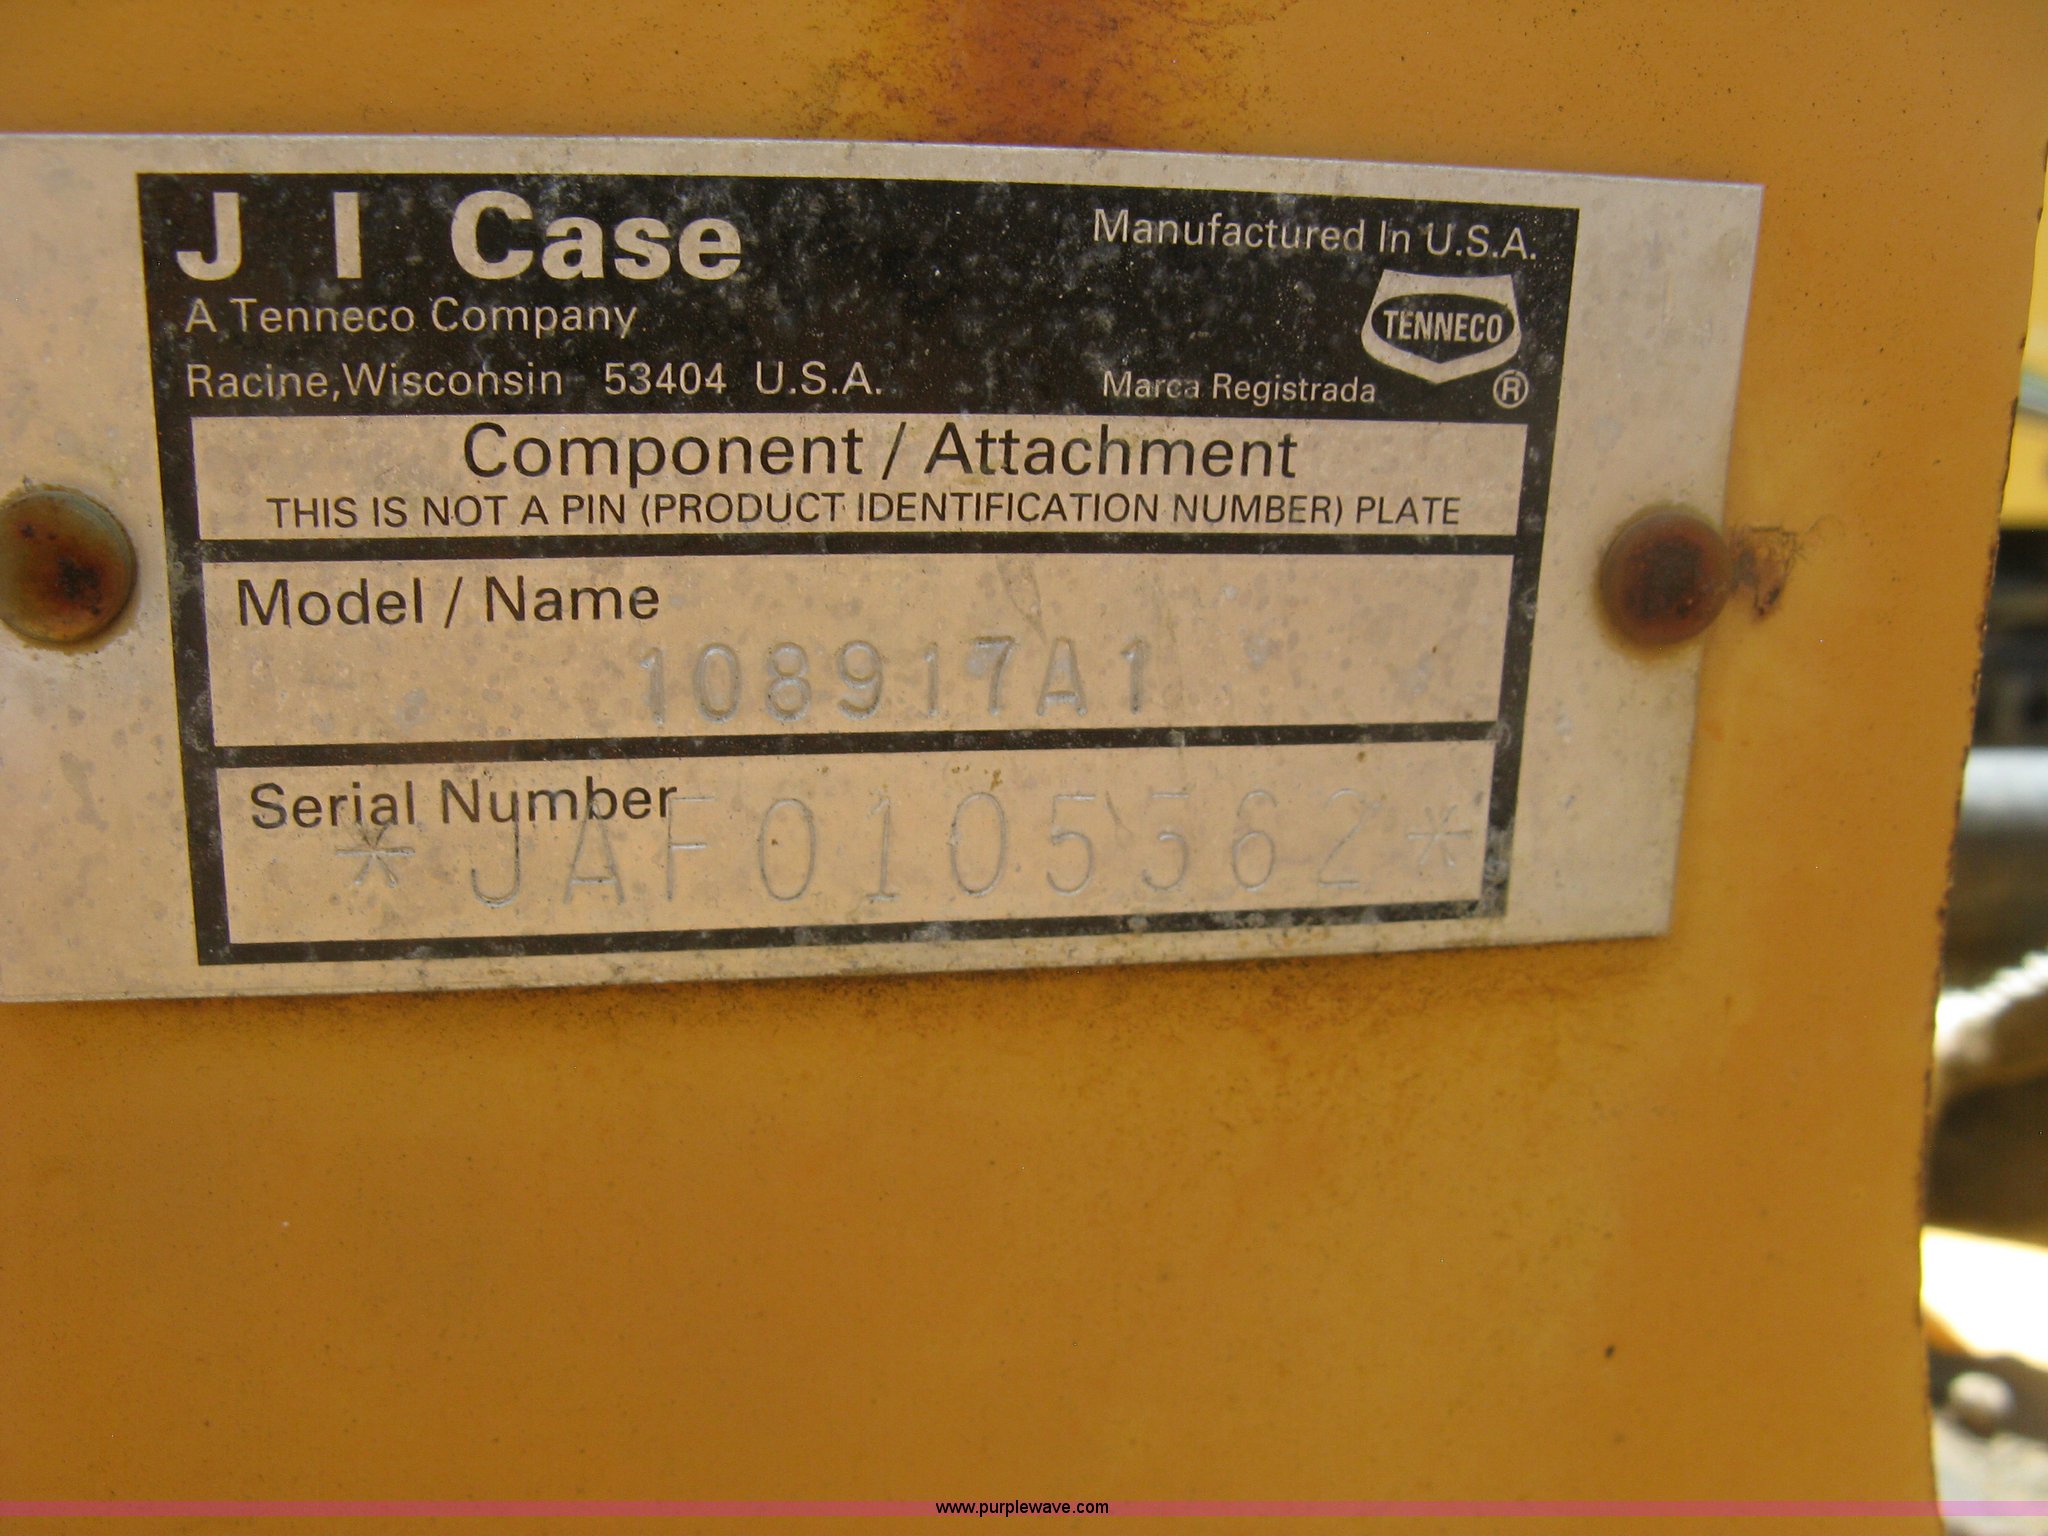 J I Case
Manufactured In U.S.A.
A Tenneco Company
TENNECO
Racine, Wisconsin 53404 U.S.A.
Marca Registrada ®
Component / Attachment
THIS IS NOT A PIN (PRODUCT IDENTIFICATION NUMBER) PLATE
Model / Name
108917A1
Serial Number
*JAF0105562*
www.purplewave.com